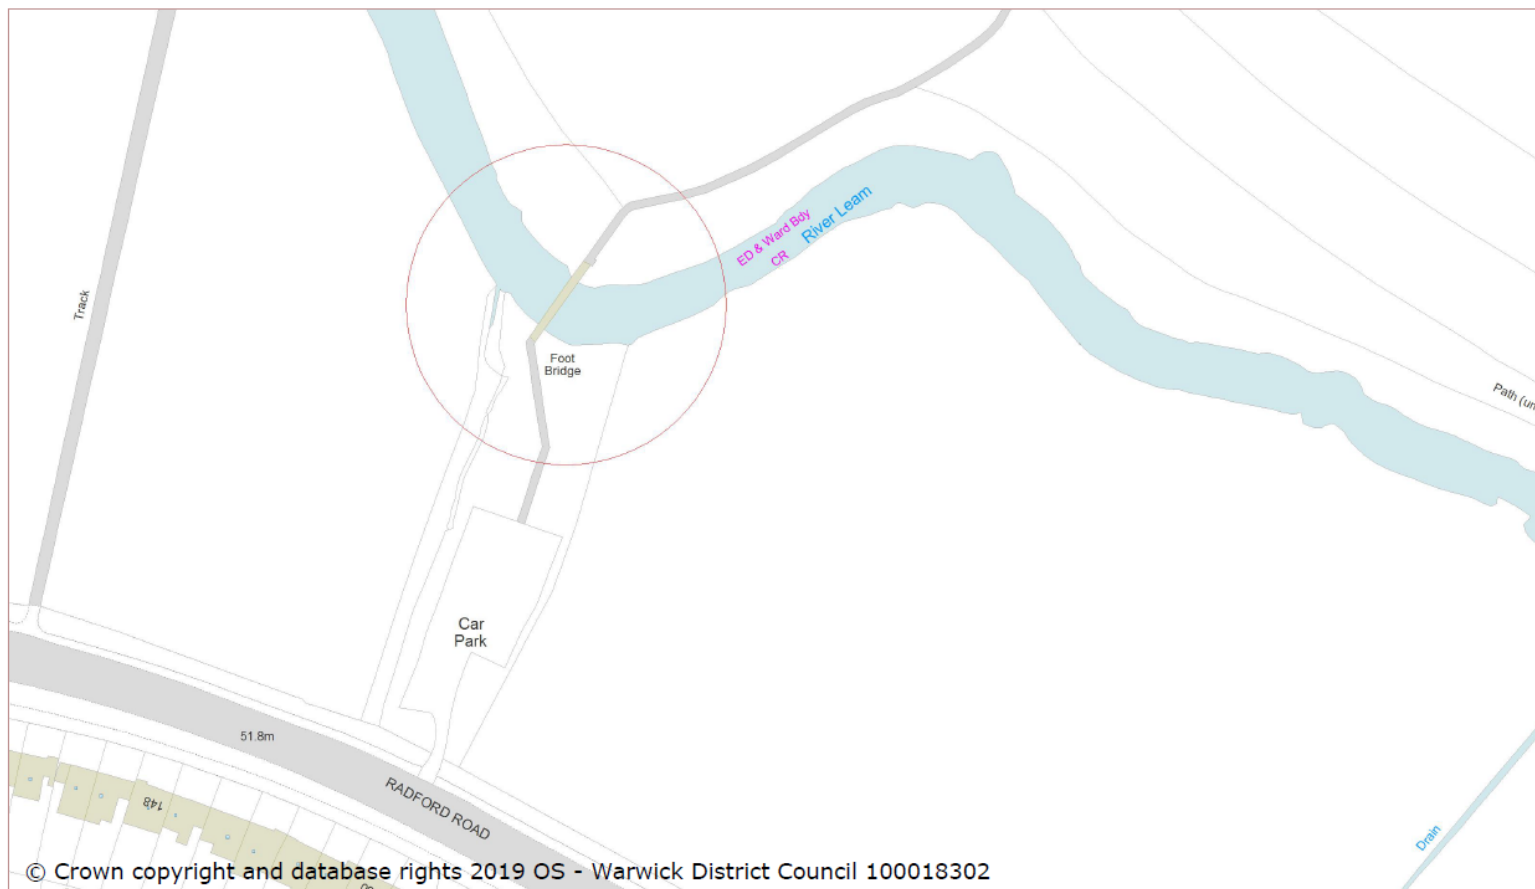 ED & Ward Bdy
CR
River Leam
Track
Foot
Bridge
Path
Car
Park
51.8m
RADFORD ROAD
148
Drain
© Crown copyright and database rights 2019 OS - Warwick District Council 100018302